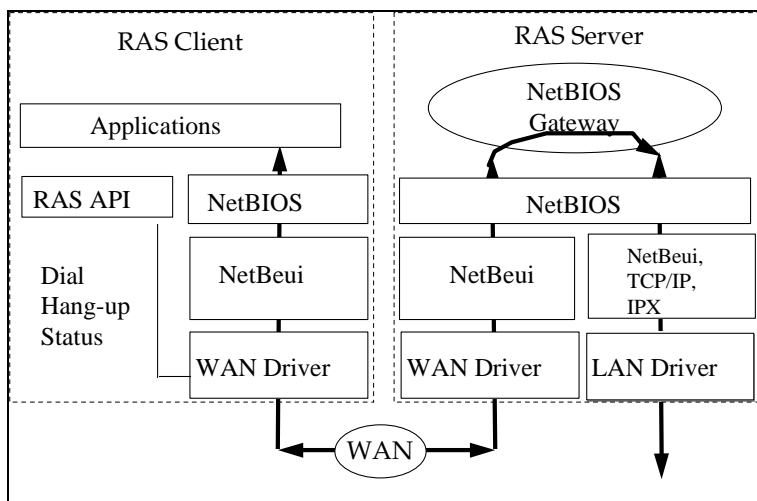 RAS Client
Applications
RAS API
NetBIOS
NetBeui
Dial
Hang-up
Status
WAN Driver
RAS Server
NetBIOS
Gateway
NetBIOS
NetBeui
NetBeui,
TCP/IP,
IPX
WAN Driver
LAN Driver
WAN